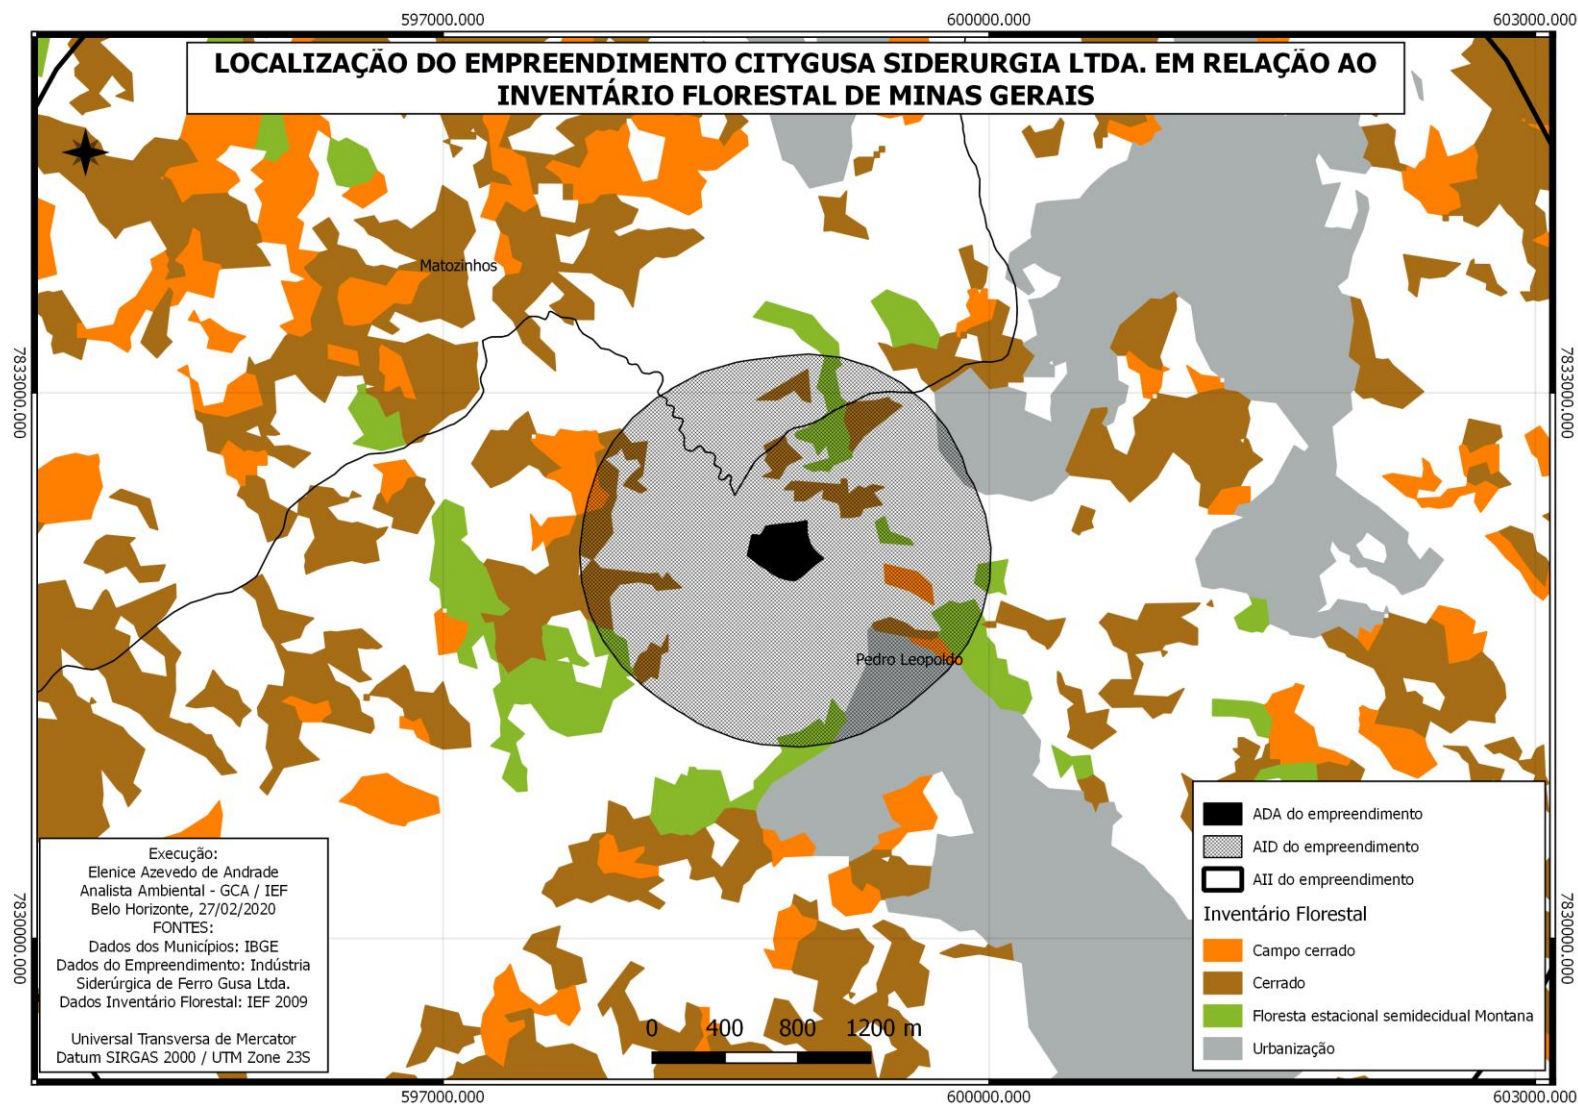 597000.000
600000.000
603000.000
LOCALIZAÇÃO DO EMPREENDIMENTO CITYGUSA SIDERURGIA LTDA. EM RELAÇÃO AO
INVENTÁRIO FLORESTAL DE MINAS GERAIS
Matozinhos
7833000.000
7833000.000
Pedro Leopoldo
ADA do empreendimento
AID do empreendimento
AII do empreendimento
Inventário Florestal
Campo cerrado
Cerrado
Floresta estacional semidecidual Montana
Urbanização
Execução:
Elenice Azevedo de Andrade
Analista Ambiental - GCA / IEF
Belo Horizonte, 27/02/2020
FONTES:
Dados dos Municípios: IBGE
Dados do Empreendimento: Indústria
Siderúrgica de Ferro Gusa Ltda.
Dados Inventário Florestal: IEF 2009
Universal Transversa de Mercator
Datum SIRGAS 2000 / UTM Zone 23S
7830000.000
7830000.000
0 400 800 1200 m
597000.000
600000.000
603000.000